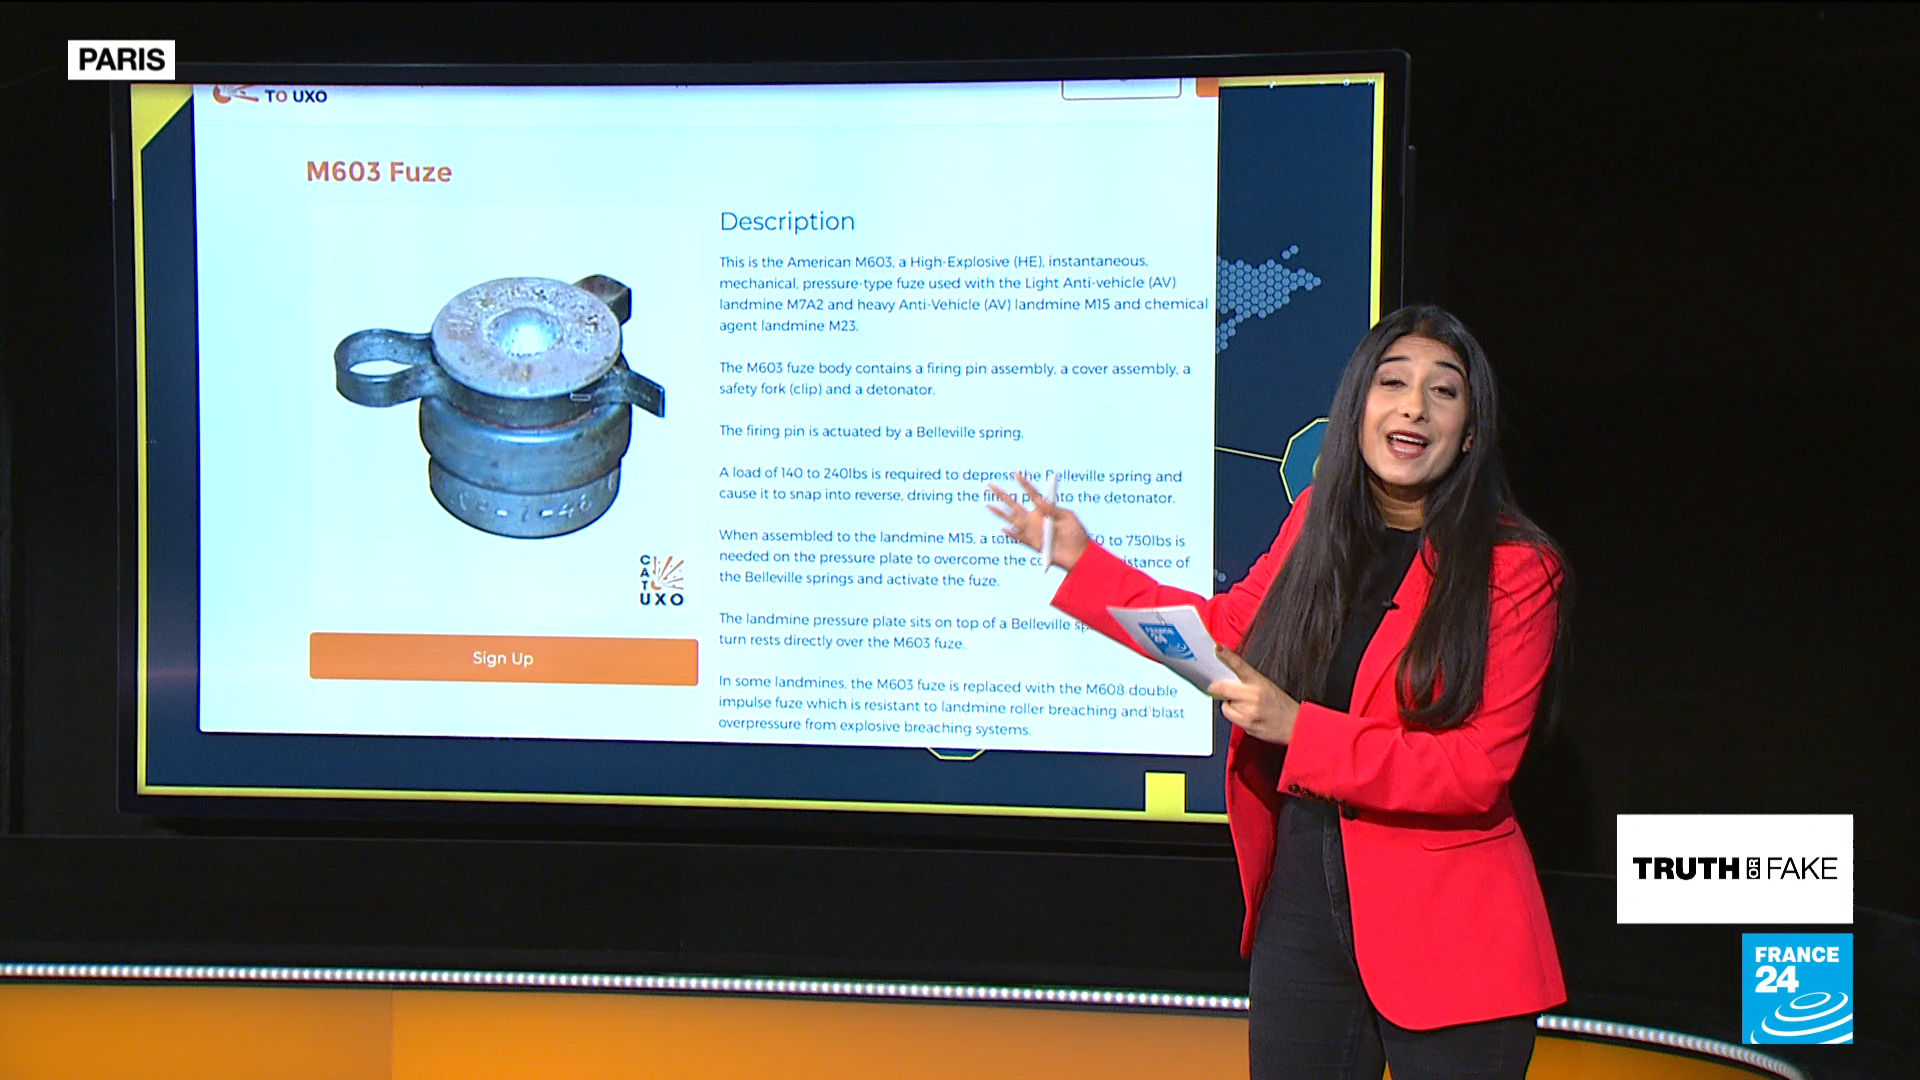 PARIS
TO UXO
M603 Fuze
Description
This is the American M603, a High-Explosive (HE), instantaneous,
mechanical, pressure-type fuze used with the Light Anti-vehicle (AV)
landmine M7A2 and heavy Anti-Vehicle (AV) landmine M15 and chemical
agent landmine M23.
The M603 fuze body contains a firing pin assembly, a cover assembly, a
safety fork (clip) and a detonator.
The firing pin is actuated by a Belleville spring.
A load of 140 to 240lbs is required to depress the Belleville spring and
cause it to snap into reverse, driving the firing pin into the detonator.
When assembled to the landmine M15, a to 750lbs is
needed on the pressure plate to overcome the
the Belleville springs and activate the fuze.
The landmine pressure plate sits on top of a Belleville
turn rests directly over the M603 fuze.
In some landmines, the M603 fuze is replaced with the M608 double
impulse fuze which is resistant to landmine roller breaching and blast
overpressure from explosive breaching systems.
CAT
UXO
Sign Up
FRANCE
24
TRUTH OR FAKE
FRANCE
24